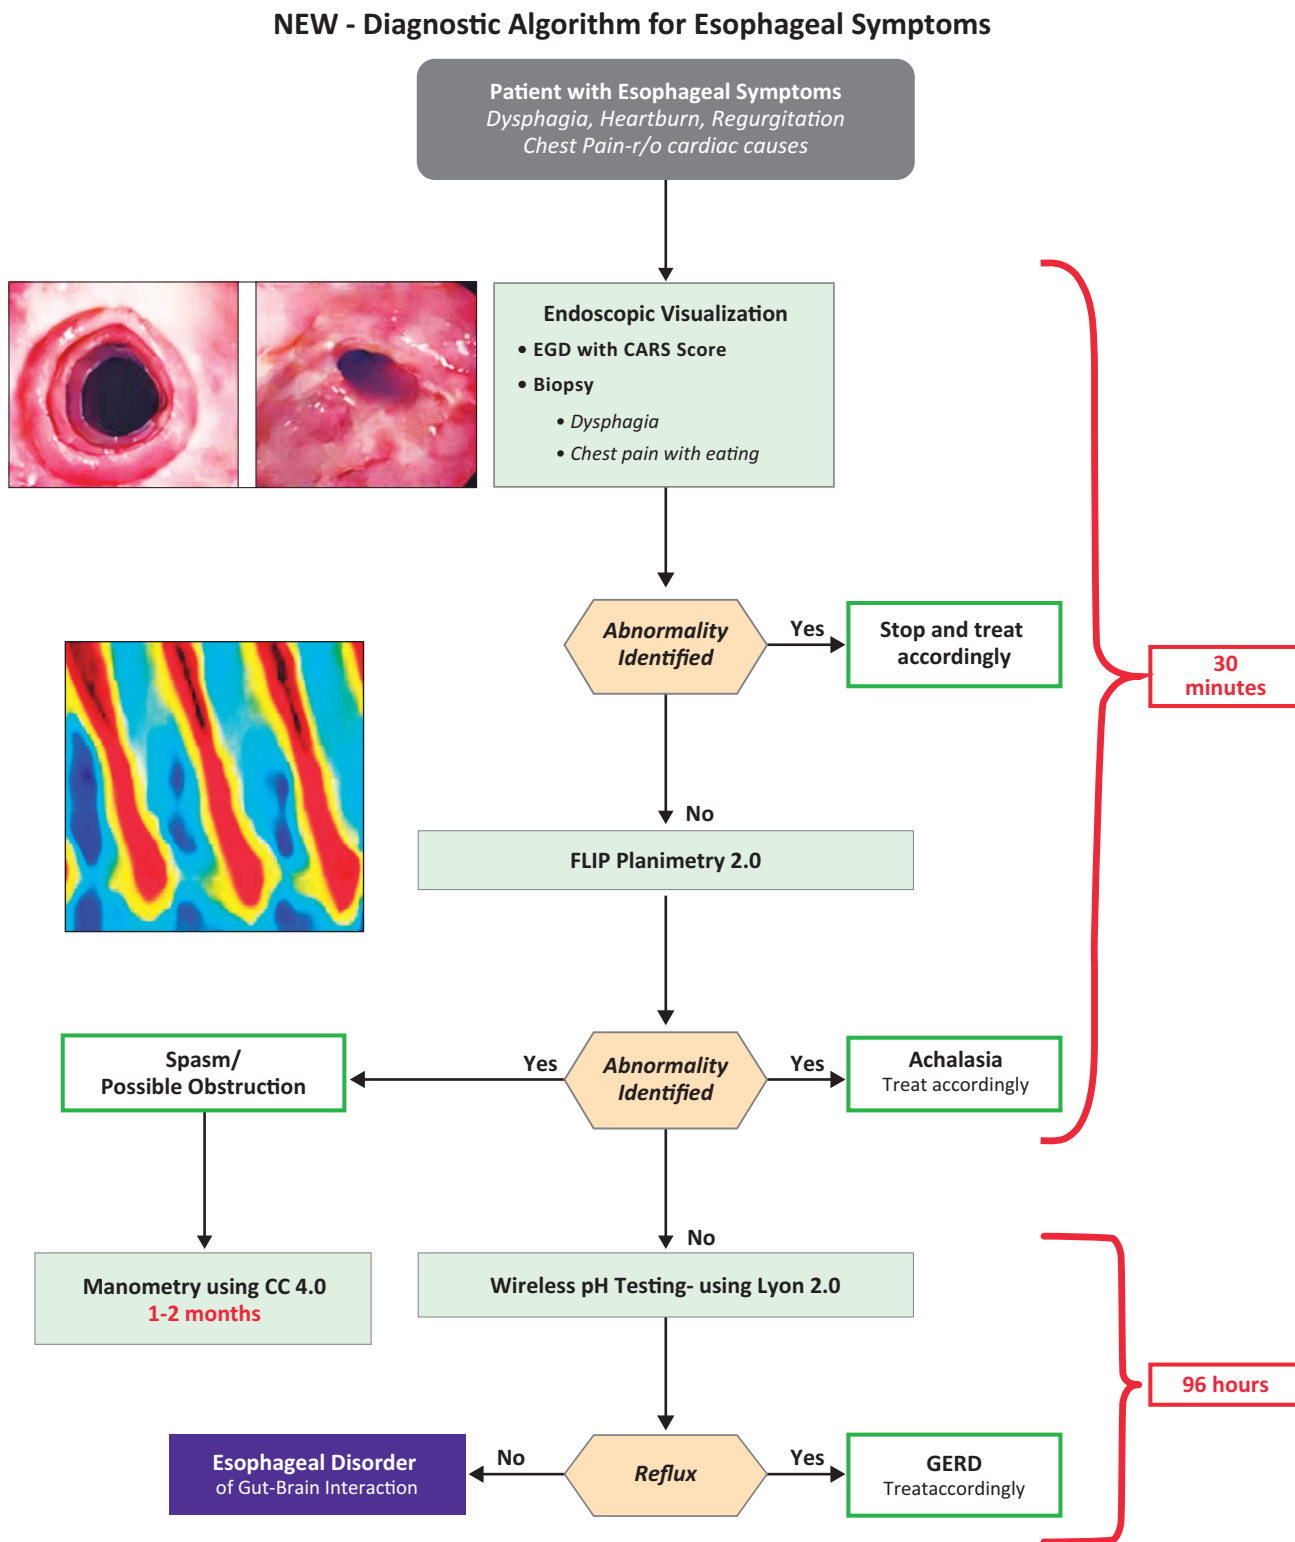 NEW - Diagnostic Algorithm for Esophageal Symptoms
Patient with Esophageal Symptoms
Dysphagia, Heartburn, Regurgitation
Chest Pain-r/o cardiac causes
Endoscopic Visualization
• EGD with CARS Score
• Biopsy
• Dysphagia
• Chest pain with eating
Abnormality
Identified
Yes
Stop and treat
accordingly
30
minutes
No
FLIP Planimetry 2.0
Spasm/
Possible Obstruction
Yes
Abnormality
Identified
Yes
Achalasia
Treat accordingly
No
Manometry using CC 4.0
1-2 months
Wireless pH Testing- using Lyon 2.0
96 hours
Esophageal Disorder
of Gut-Brain Interaction
No
Reflux
Yes
GERD
Treataccordingly